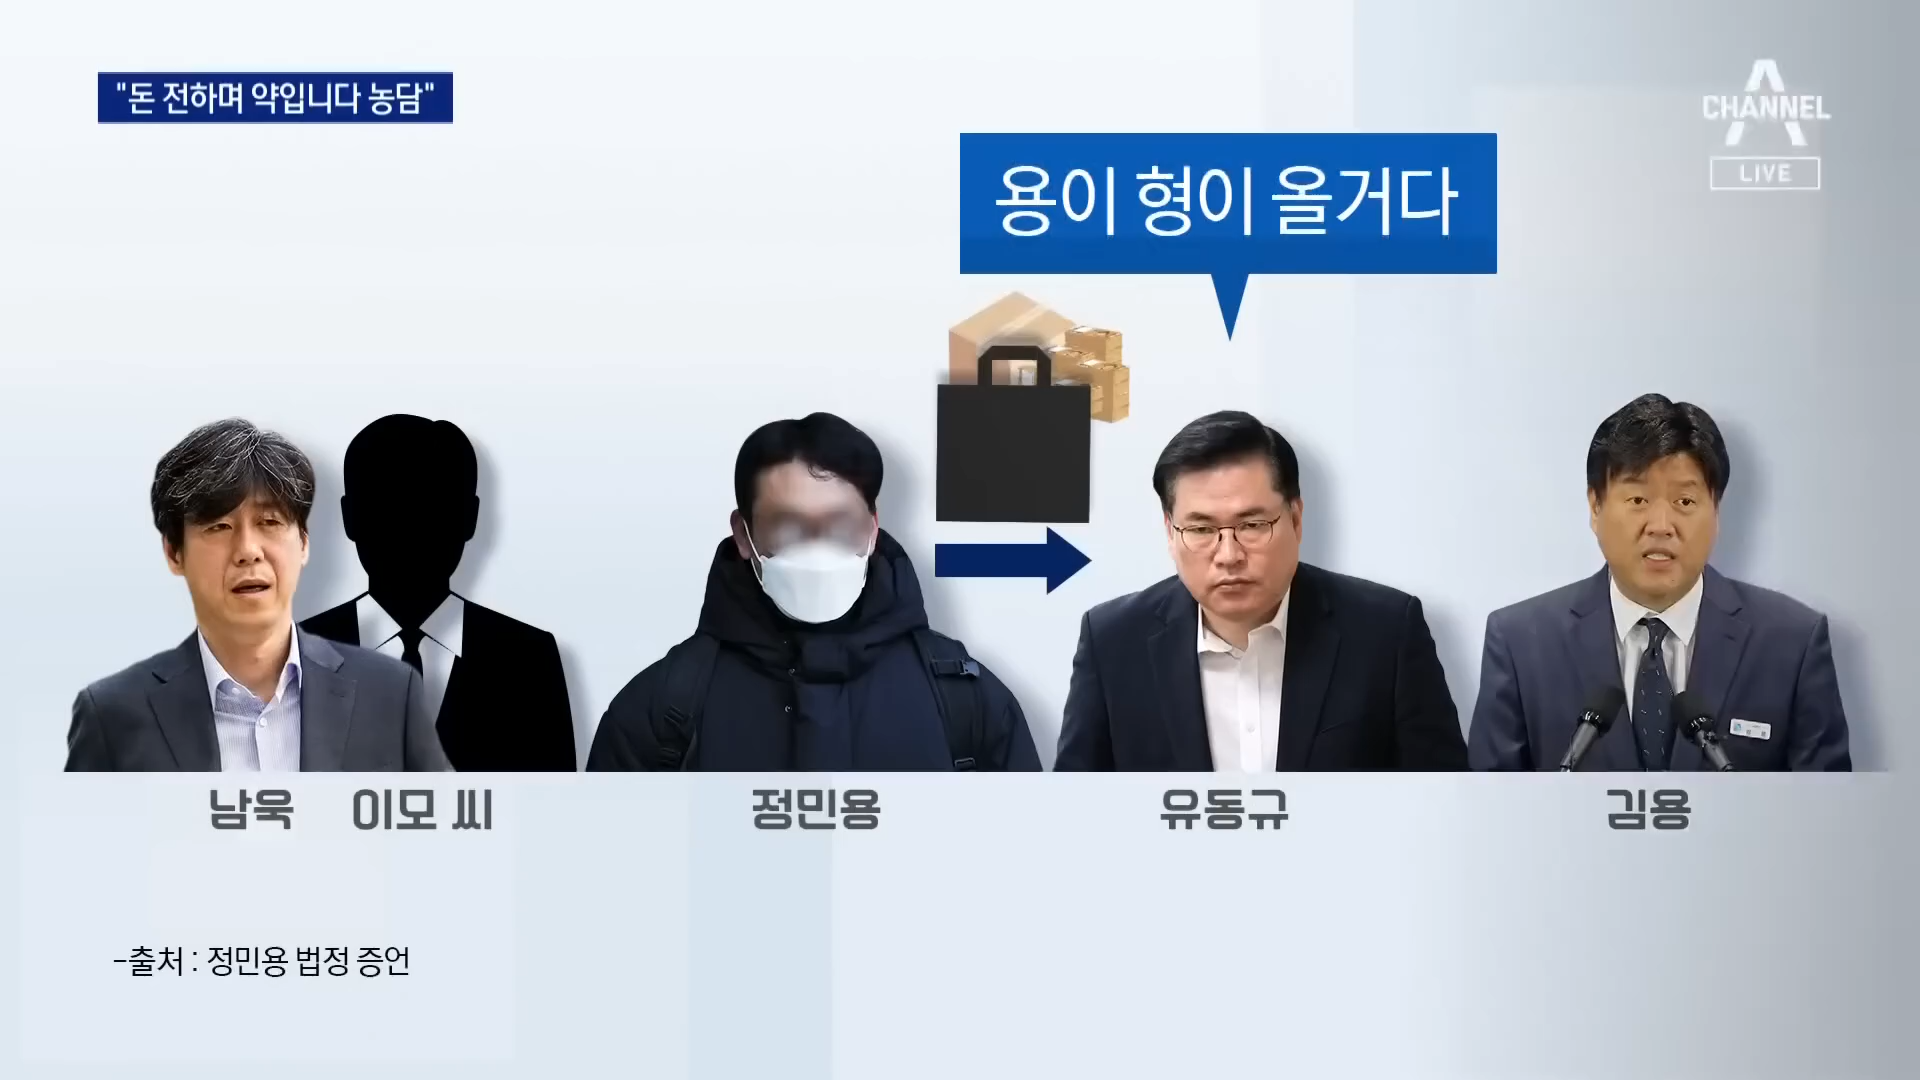 "돈 전하며 약입니다 농담"
CHANNEL A
LIVE
용이 형이 올거다
남욱
이모 씨
정민용
유동규
김용
-출처 : 정민용 법정 증언